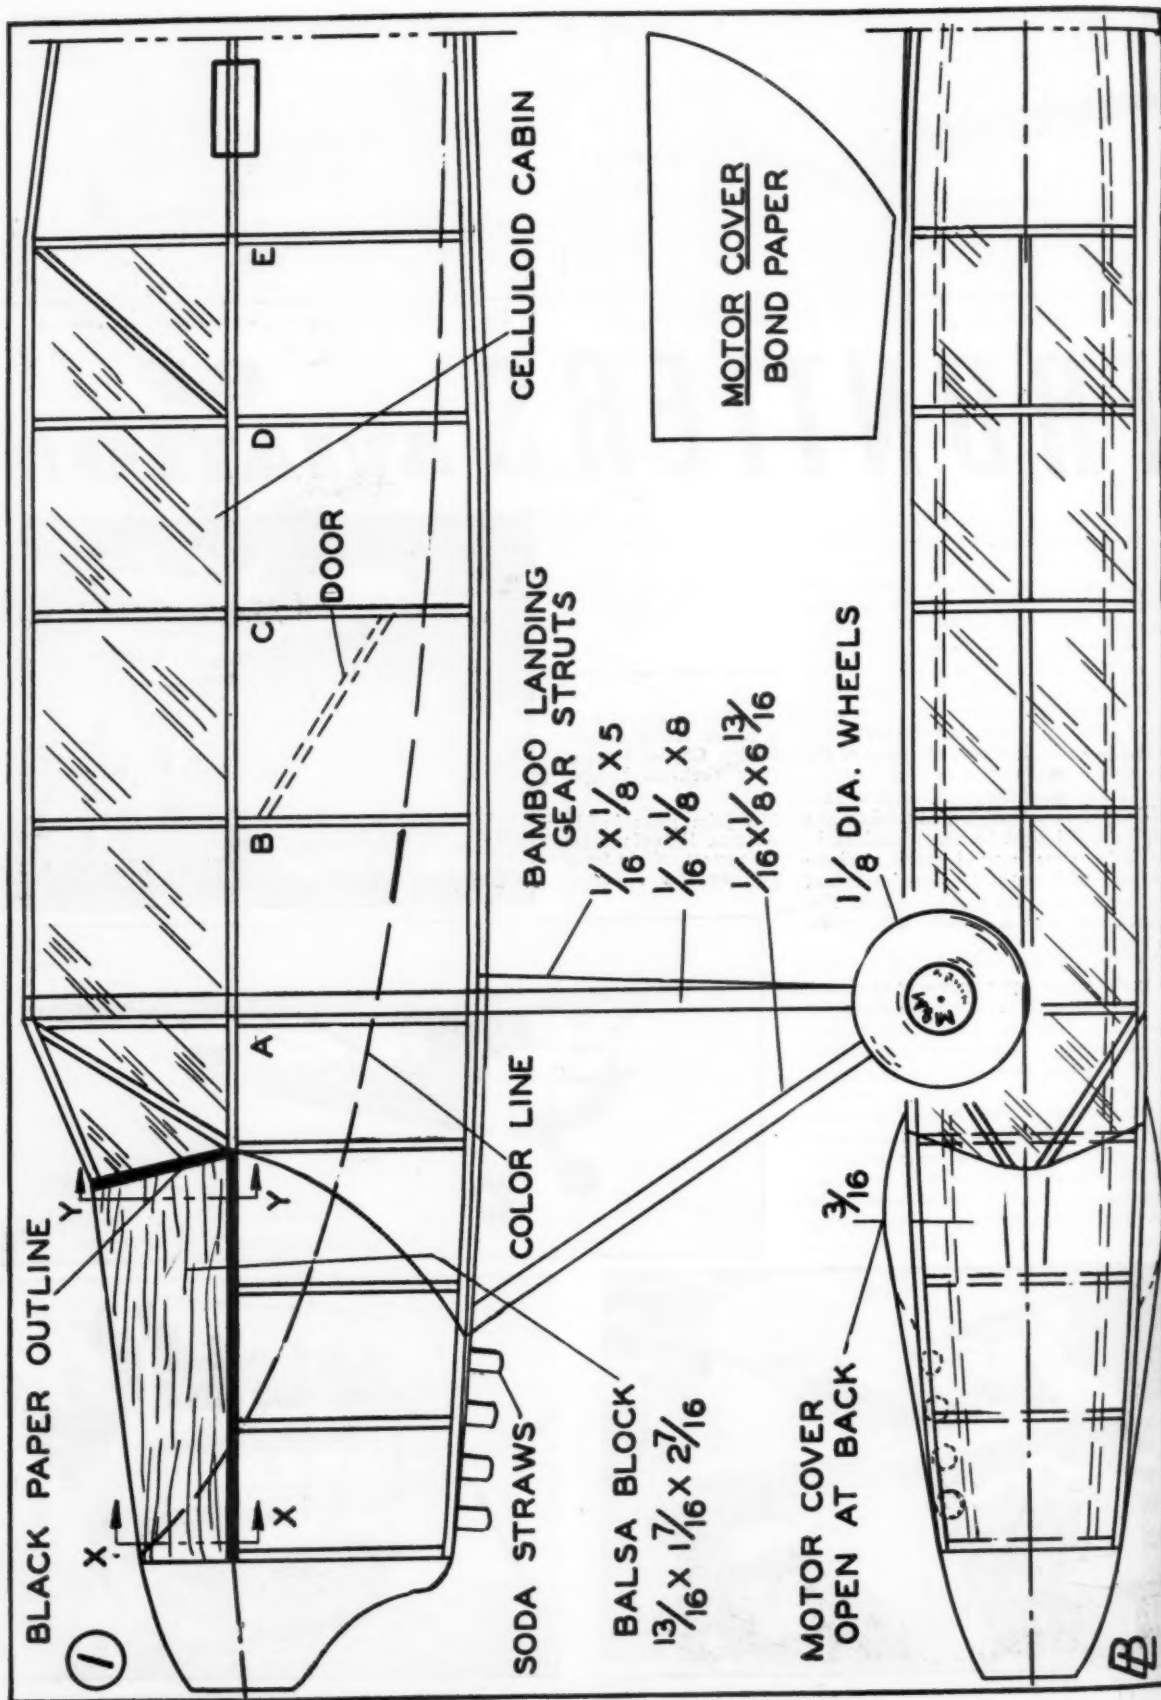 1
BLACK PAPER OUTLINE
X
X
Y
Y
A
B
C
D
E
DOOR
CELLULOID CABIN
COLOR LINE
SODA STRAWS
BAMBOO LANDING
GEAR STRUTS
1/16 X 1/8 X 5
1/16 X 1/8 X 8
1/16 X 1/8 X 6 13/16
BALSA BLOCK
13/16 X 1 7/16 X 2 7/16
1 1/8 DIA. WHEELS
MOTOR COVER
BOND PAPER
MOTOR COVER
OPEN AT BACK
3/16